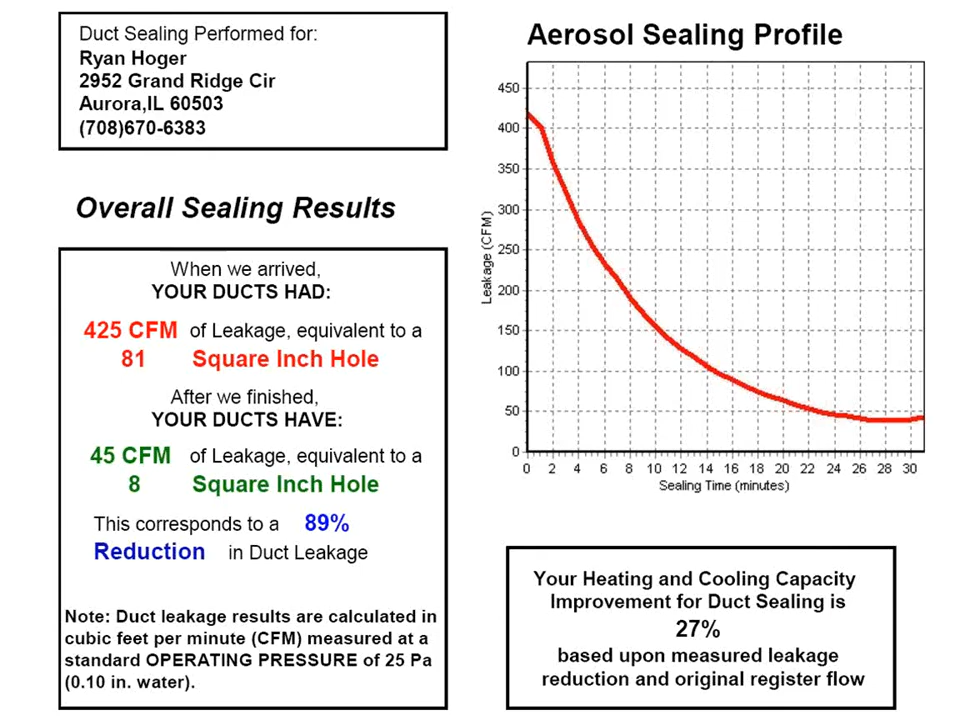 Duct Sealing Performed for:
Ryan Hoger
2952 Grand Ridge Cir
Aurora,IL 60503
(708)670-6383
Overall Sealing Results
When we arrived,
YOUR DUCTS HAD:
425 CFM of Leakage, equivalent to a
81 Square Inch Hole
After we finished,
YOUR DUCTS HAVE:
45 CFM of Leakage, equivalent to a
8 Square Inch Hole
This corresponds to a 89%
Reduction in Duct Leakage
Note: Duct leakage results are calculated in
cubic feet per minute (CFM) measured at a
standard OPERATING PRESSURE of 25 Pa
(0.10 in. water).
Aerosol Sealing Profile
Leakage (CFM)
450
400
350
300
250
200
150
100
50
0
0 2 4 6 8 10 12 14 16 18 20 22 24 26 28 30
Sealing Time (minutes)
Your Heating and Cooling Capacity
Improvement for Duct Sealing is
27%
based upon measured leakage
reduction and original register flow